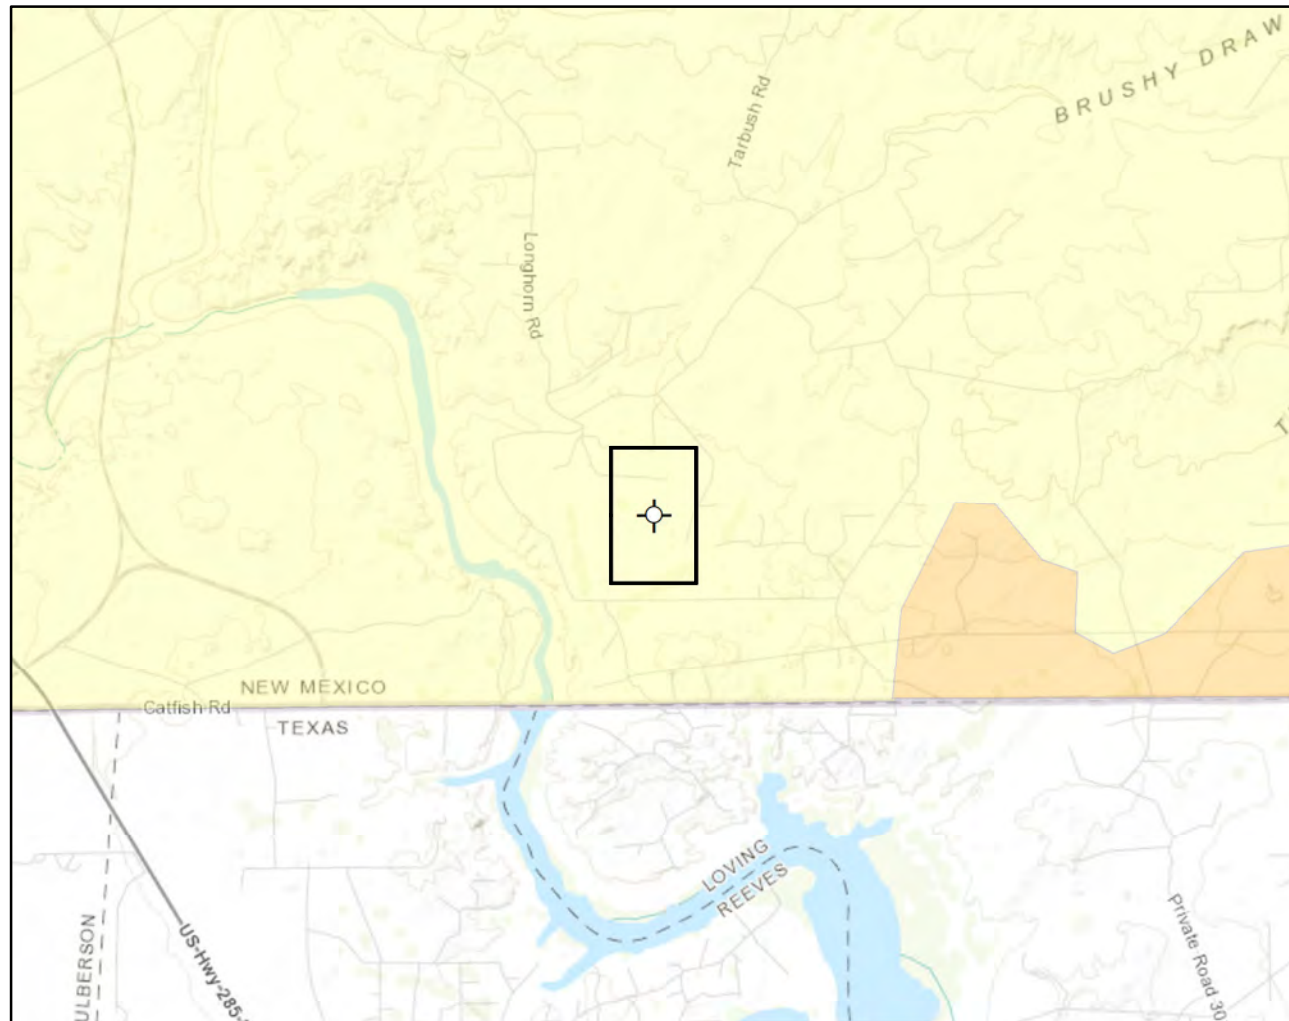 BRUSHY DRAW
Tarbush Rd
Longhorn Rd
NEW MEXICO
Catfish Rd
TEXAS
LOVING
REEVES
Private Road 30
US-Hwy-285-
ULBERSON